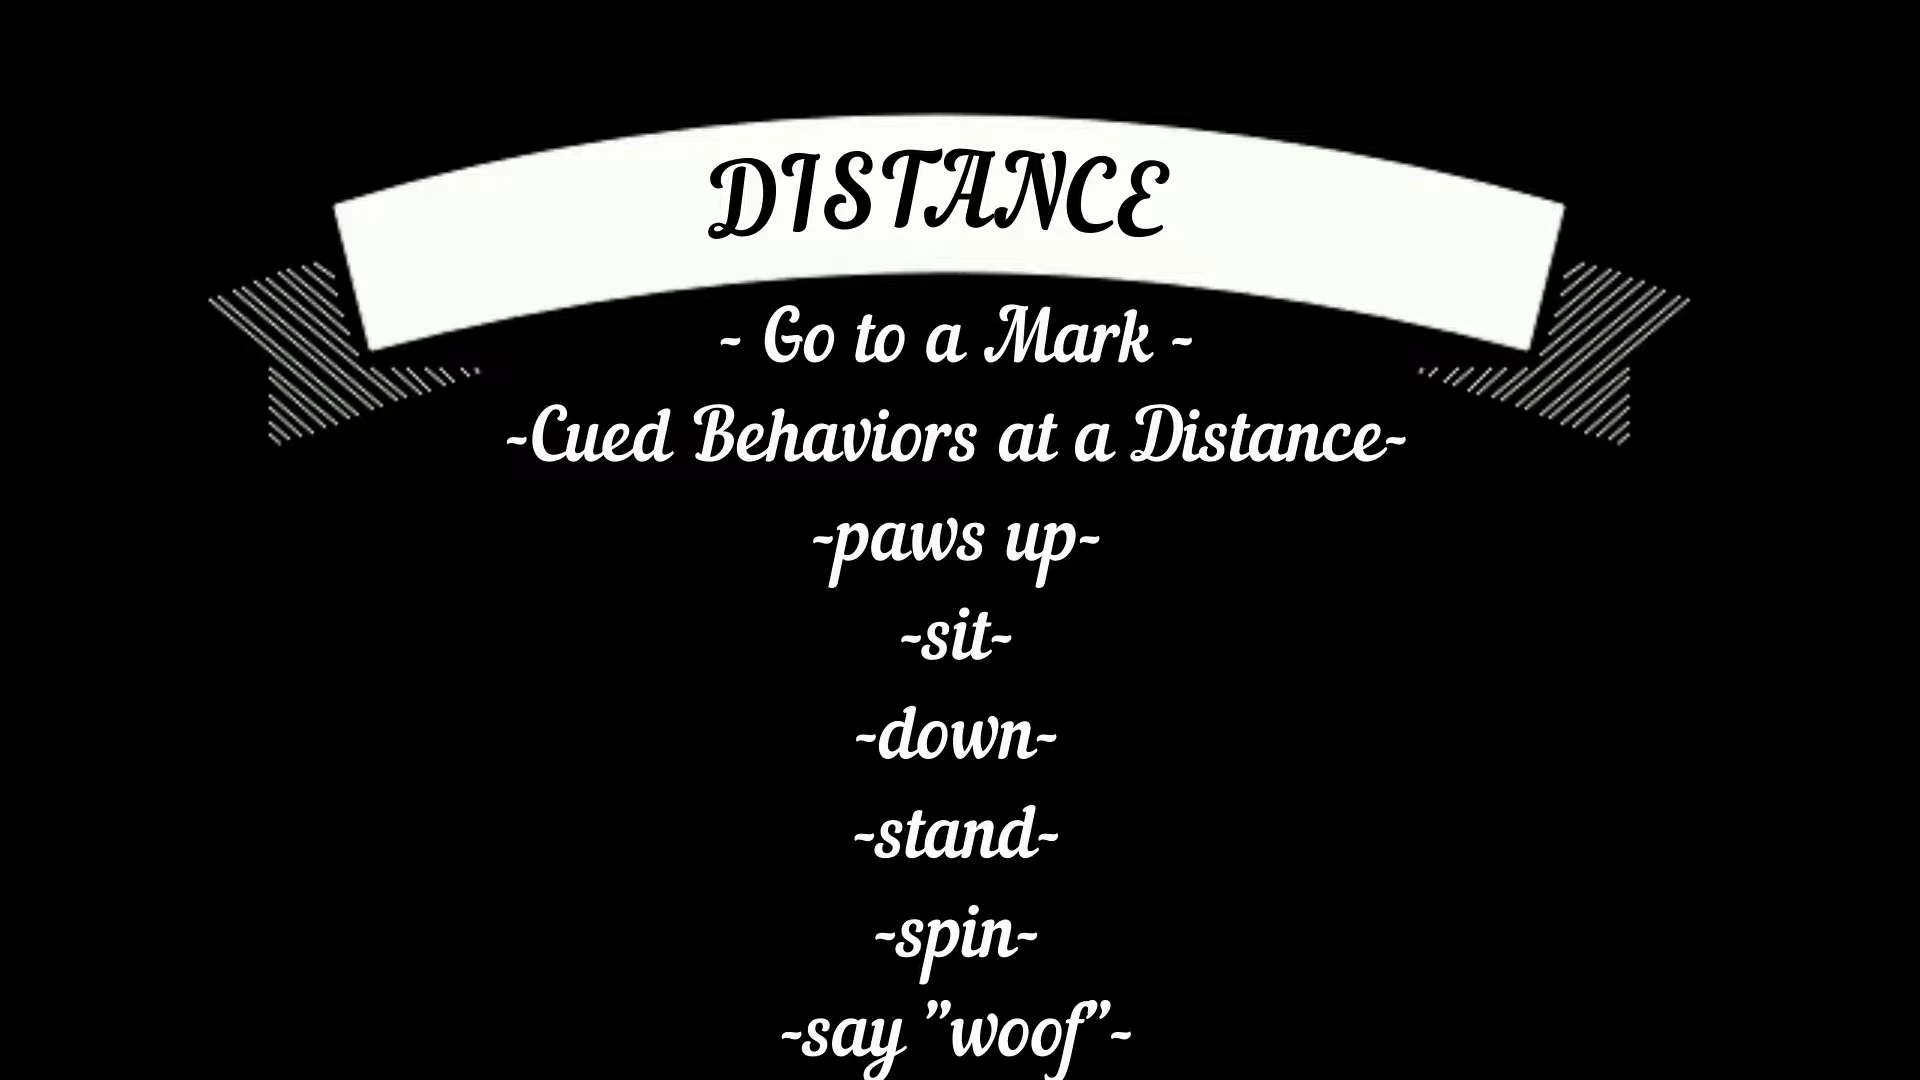 DISTANCE
~ Go to a Mark ~
~Cued Behaviors at a Distance~
~paws up~
~sit~
~down~
~stand~
~spin~
~say "woof"~